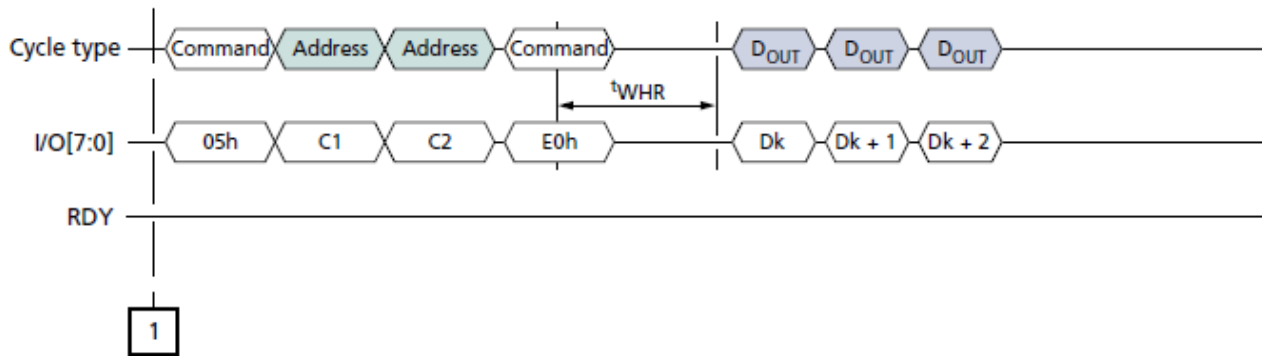 Cycle type Command Address Address Command DOUT DOUT DOUT
tWHR
I/O[7:0] 05h C1 C2 E0h Dk Dk + 1 Dk + 2
RDY
1